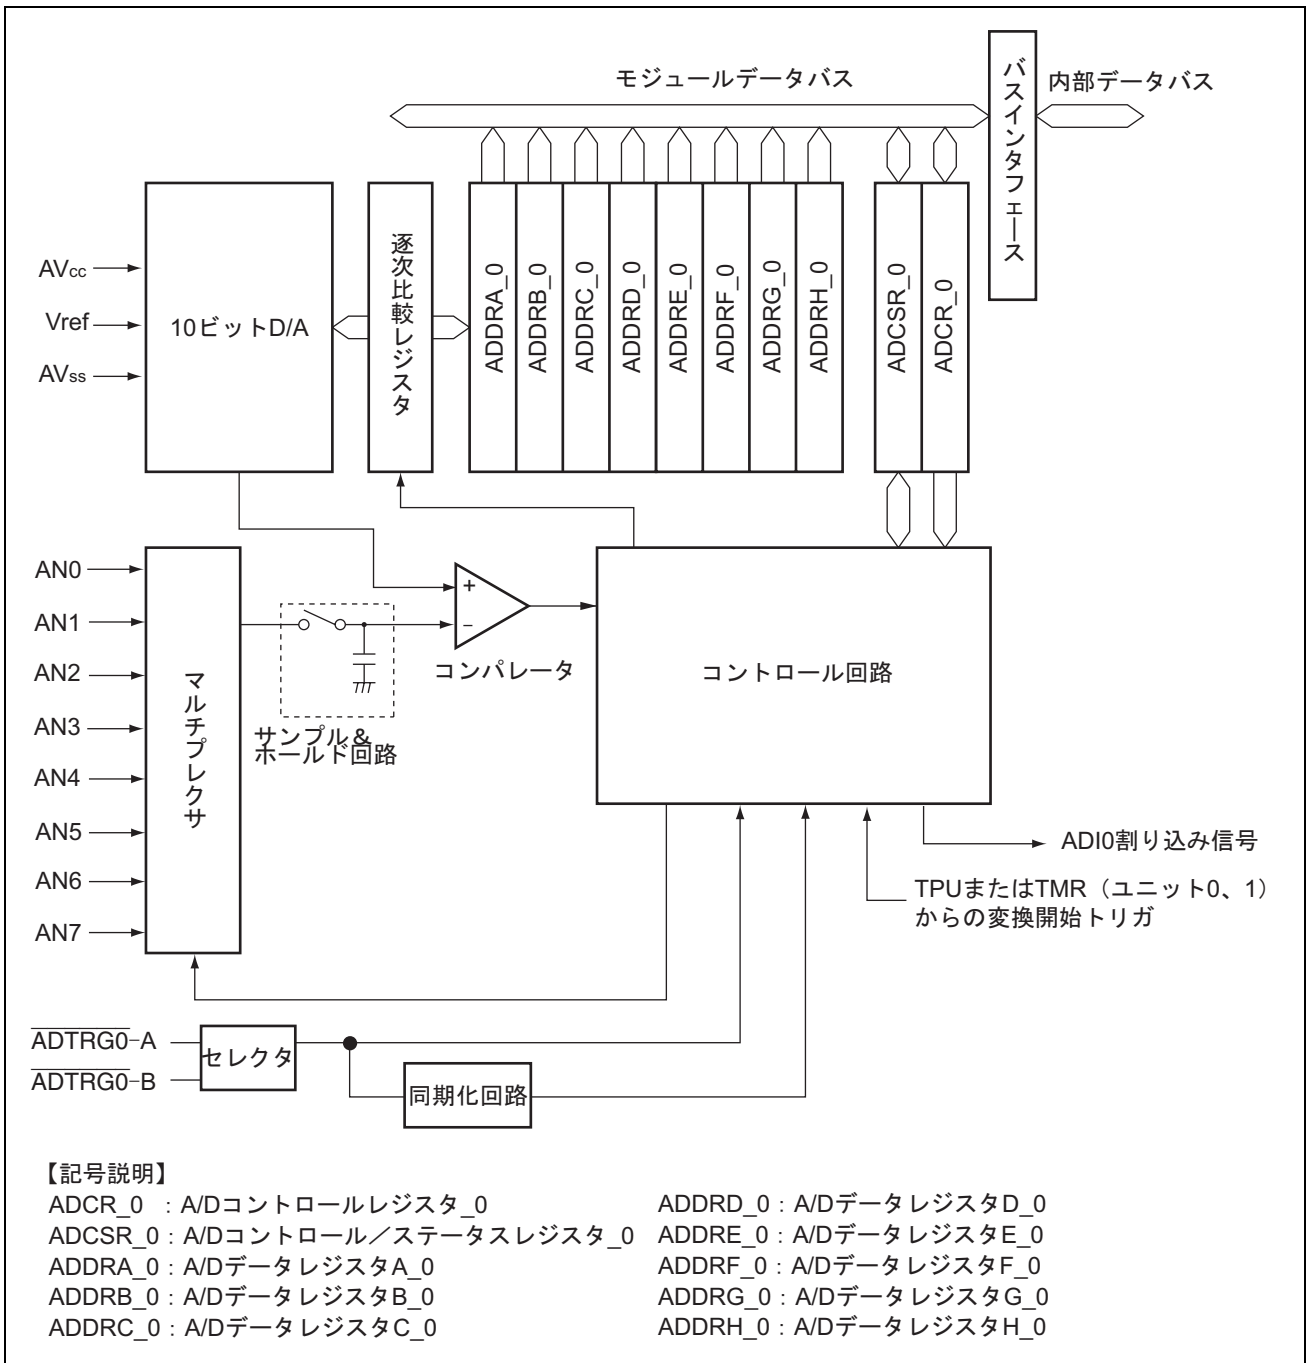 モジュールデータバス
バスインタフェース
内部データバス
AVcc
Vref
AVss
10ビットD/A
逐次比較レジスタ
ADDRA_0
ADDRB_0
ADDRC_0
ADDRD_0
ADDRE_0
ADDRF_0
ADDRG_0
ADDRH_0
ADCSR_0
ADCR_0
AN0
AN1
AN2
AN3
AN4
AN5
AN6
AN7
マルチプレクサ
+
−
コンパレータ
サンプル&
ホールド回路
コントロール回路
ADI0割り込み信号
TPUまたはTMR(ユニット0、1)
からの変換開始トリガ
ADTRG0-A
ADTRG0-B
セレクタ
同期化回路
【記号説明】
ADCR_0 : A/Dコントロールレジスタ_0
ADCSR_0 : A/Dコントロール/ステータスレジスタ_0
ADDRA_0 : A/DデータレジスタA_0
ADDRB_0 : A/DデータレジスタB_0
ADDRC_0 : A/DデータレジスタC_0
ADDRD_0 : A/DデータレジスタD_0
ADDRE_0 : A/DデータレジスタE_0
ADDRF_0 : A/DデータレジスタF_0
ADDRG_0 : A/DデータレジスタG_0
ADDRH_0 : A/DデータレジスタH_0